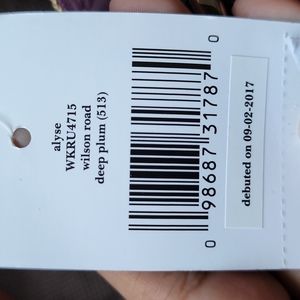 alyse
WKRU4715
wilson road
deep plum (513)
0 98687 31787 0
debuted on 09-02-2017